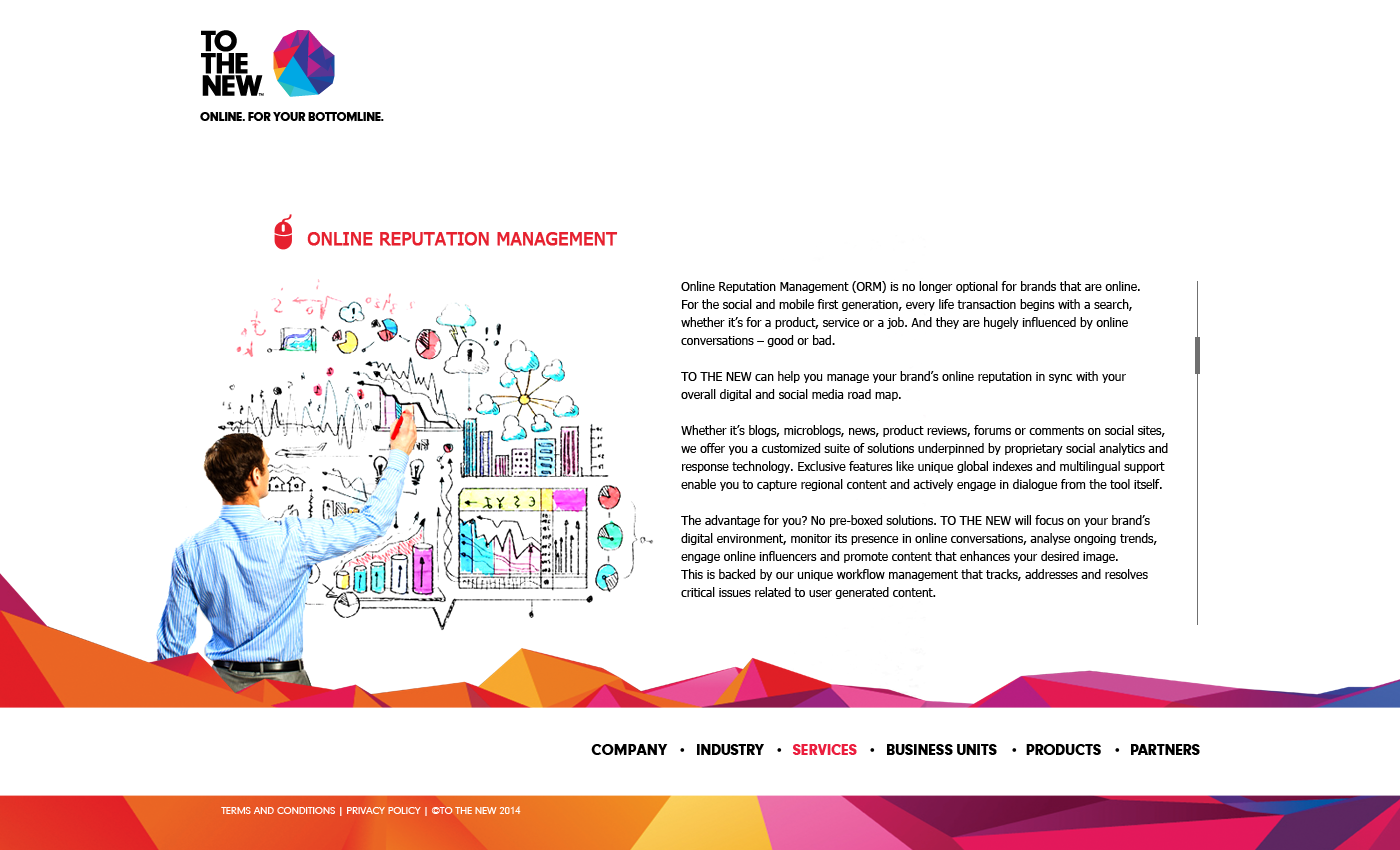 TO
THE
NEW™
ONLINE. FOR YOUR BOTTOMLINE.
ONLINE REPUTATION MANAGEMENT
Online Reputation Management (ORM) is no longer optional for brands that are online.
For the social and mobile first generation, every life transaction begins with a search,
whether it’s for a product, service or a job. And they are hugely influenced by online
conversations – good or bad.
TO THE NEW can help you manage your brand’s online reputation in sync with your
overall digital and social media road map.
Whether it’s blogs, microblogs, news, product reviews, forums or comments on social sites,
we offer you a customized suite of solutions underpinned by proprietary social analytics and
response technology. Exclusive features like unique global indexes and multilingual support
enable you to capture regional content and actively engage in dialogue from the tool itself.
The advantage for you? No pre-boxed solutions. TO THE NEW will focus on your brand’s
digital environment, monitor its presence in online conversations, analyse ongoing trends,
engage online influencers and promote content that enhances your desired image.
This is backed by our unique workflow management that tracks, addresses and resolves
critical issues related to user generated content.
COMPANY • INDUSTRY • SERVICES • BUSINESS UNITS • PRODUCTS • PARTNERS
TERMS AND CONDITIONS | PRIVACY POLICY | ©TO THE NEW 2014